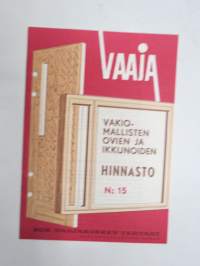 VAAJA
VAKIO-
MALLISTEN
OVIEN JA
IKKUNOIDEN
HINNASTO
N: 15